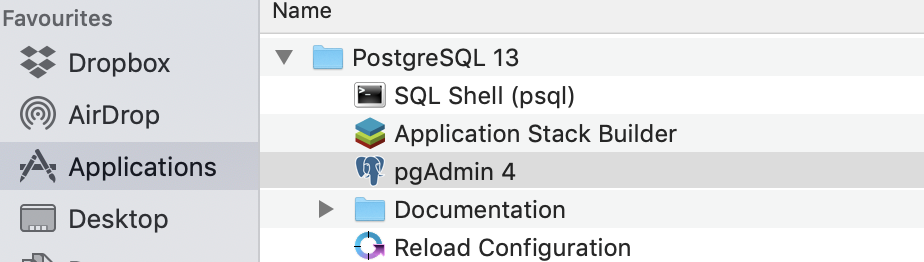 Favourites
Dropbox
AirDrop
Applications
Desktop
Name
PostgreSQL 13
SQL Shell (psql)
Application Stack Builder
pgAdmin 4
Documentation
Reload Configuration